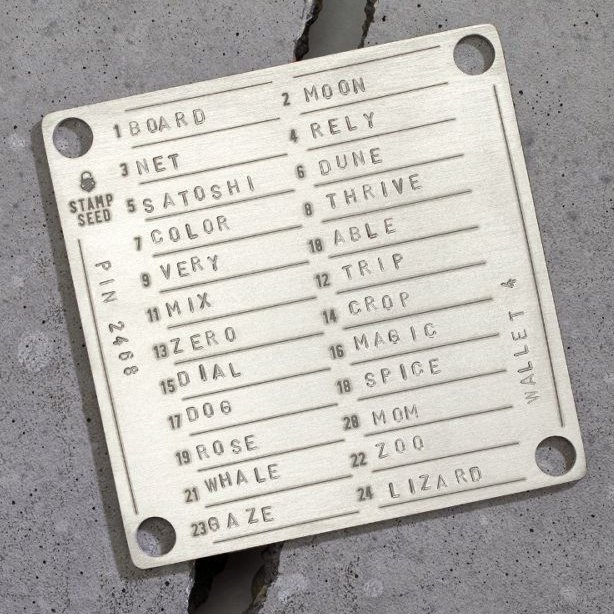 1 BOARD
2 MOON
3 NET
4 RELY
5 SATOSHI
6 DUNE
7 COLOR
8 THRIVE
9 VERY
10 ABLE
11 MIX
12 TRIP
13 ZERO
14 CROP
15 DIAL
16 MAGIC
17 DOG
18 SPICE
19 ROSE
20 MOM
21 WHALE
22 ZOO
23 GAZE
24 LIZARD
STAMP
SEED
PIN 2468
WALLET 4